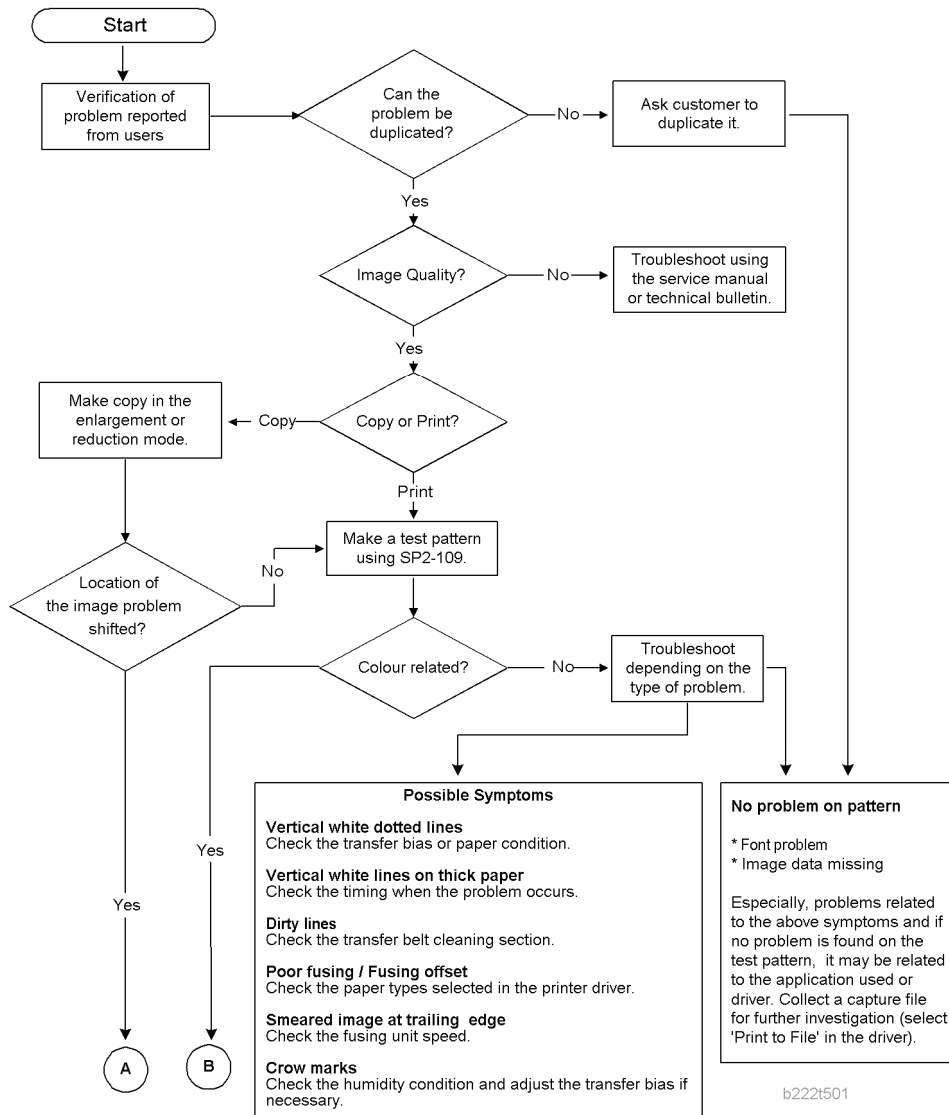 Start
Verification of
problem reported
from users
Can the
problem be
duplicated?
No
Ask customer to
duplicate it.
Yes
Image Quality?
No
Troubleshoot using
the service manual
or technical bulletin.
Yes
Make copy in the
enlargement or
reduction mode.
Copy
Copy or Print?
Print
Make a test pattern
using SP2-109.
No
Location of
the image problem
shifted?
Colour related?
No
Troubleshoot
depending on the
type of problem.
Yes
Yes
A
B
Possible Symptoms
Vertical white dotted lines
Check the transfer bias or paper condition.
Vertical white lines on thick paper
Check the timing when the problem occurs.
Dirty lines
Check the transfer belt cleaning section.
Poor fusing / Fusing offset
Check the paper types selected in the printer driver.
Smeared image at trailing edge
Check the fusing unit speed.
Crow marks
Check the humidity condition and adjust the transfer bias if
necessary.
No problem on pattern
* Font problem
* Image data missing
Especially, problems related
to the above symptoms and if
no problem is found on the
test pattern, it may be related
to the application used or
driver. Collect a capture file
for further investigation (select
'Print to File' in the driver).
b222t501